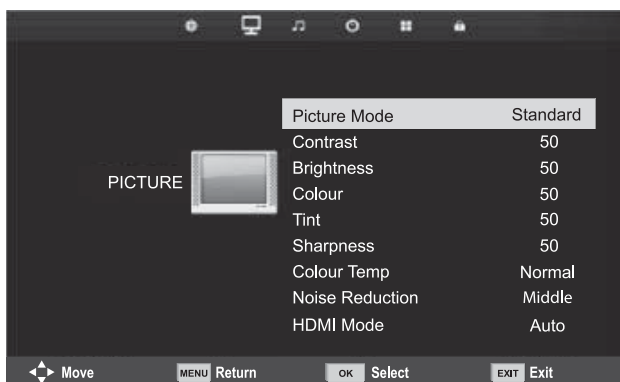 Picture Mode Standard
Contrast 50
Brightness 50
PICTURE
Colour 50
Tint 50
Sharpness 50
Colour Temp Normal
Noise Reduction Middle
HDMI Mode Auto
Move MENU Return OK Select EXIT Exit